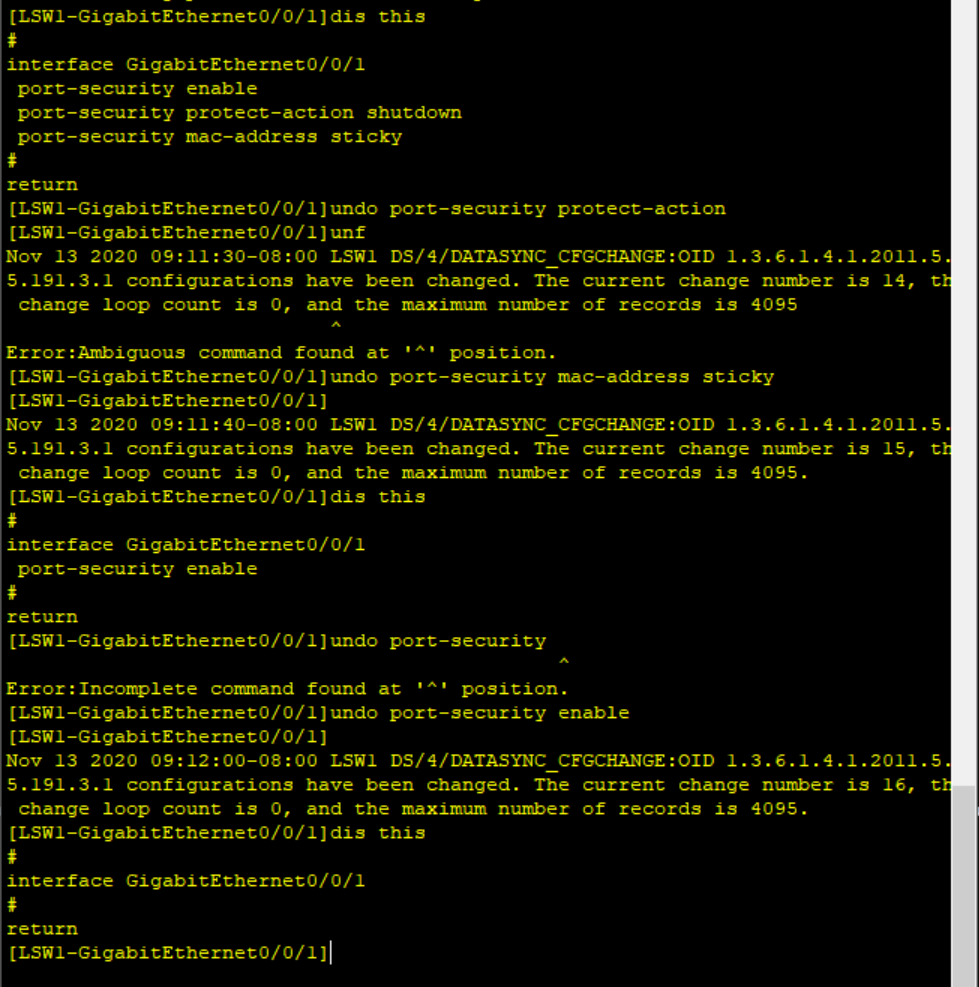 [LSW1-GigabitEthernet0/0/1]dis this
#
interface GigabitEthernet0/0/1
 port-security enable
 port-security protect-action shutdown
 port-security mac-address sticky
#
return
[LSW1-GigabitEthernet0/0/1]undo port-security protect-action
[LSW1-GigabitEthernet0/0/1]unf
Nov 13 2020 09:11:30-08:00 LSW1 DS/4/DATASYNC_CFGCHANGE:OID 1.3.6.1.4.1.2011.5.
5.191.3.1 configurations have been changed. The current change number is 14, th
 change loop count is 0, and the maximum number of records is 4095
                                 ^
Error:Ambiguous command found at '^' position.
[LSW1-GigabitEthernet0/0/1]undo port-security mac-address sticky
[LSW1-GigabitEthernet0/0/1]
Nov 13 2020 09:11:40-08:00 LSW1 DS/4/DATASYNC_CFGCHANGE:OID 1.3.6.1.4.1.2011.5.
5.191.3.1 configurations have been changed. The current change number is 15, th
 change loop count is 0, and the maximum number of records is 4095.
[LSW1-GigabitEthernet0/0/1]dis this
#
interface GigabitEthernet0/0/1
 port-security enable
#
return
[LSW1-GigabitEthernet0/0/1]undo port-security
                                              ^
Error:Incomplete command found at '^' position.
[LSW1-GigabitEthernet0/0/1]undo port-security enable
[LSW1-GigabitEthernet0/0/1]
Nov 13 2020 09:12:00-08:00 LSW1 DS/4/DATASYNC_CFGCHANGE:OID 1.3.6.1.4.1.2011.5.
5.191.3.1 configurations have been changed. The current change number is 16, th
 change loop count is 0, and the maximum number of records is 4095.
[LSW1-GigabitEthernet0/0/1]dis this
#
interface GigabitEthernet0/0/1
#
return
[LSW1-GigabitEthernet0/0/1]